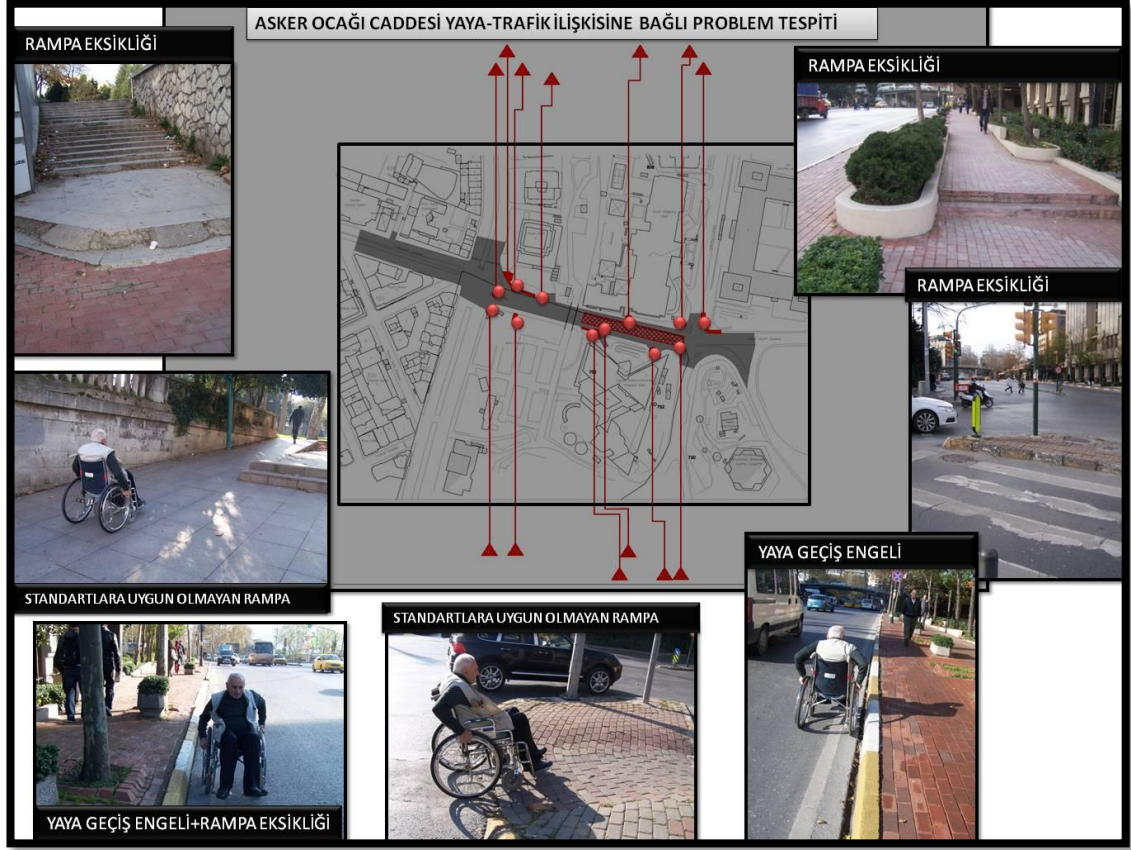 ASKER OCAĞI CADDESİ YAYA-TRAFİK İLİŞKİSİNE BAĞLI PROBLEM TESPİTİ
RAMPA EKSİKLİĞİ
RAMPA EKSİKLİĞİ
RAMPA EKSİKLİĞİ
YAYA GEÇİŞ ENGELİ
STANDARTLARA UYGUN OLMAYAN RAMPA
STANDARTLARA UYGUN OLMAYAN RAMPA
YAYA GEÇİŞ ENGELİ+RAMPA EKSİKLİĞİ